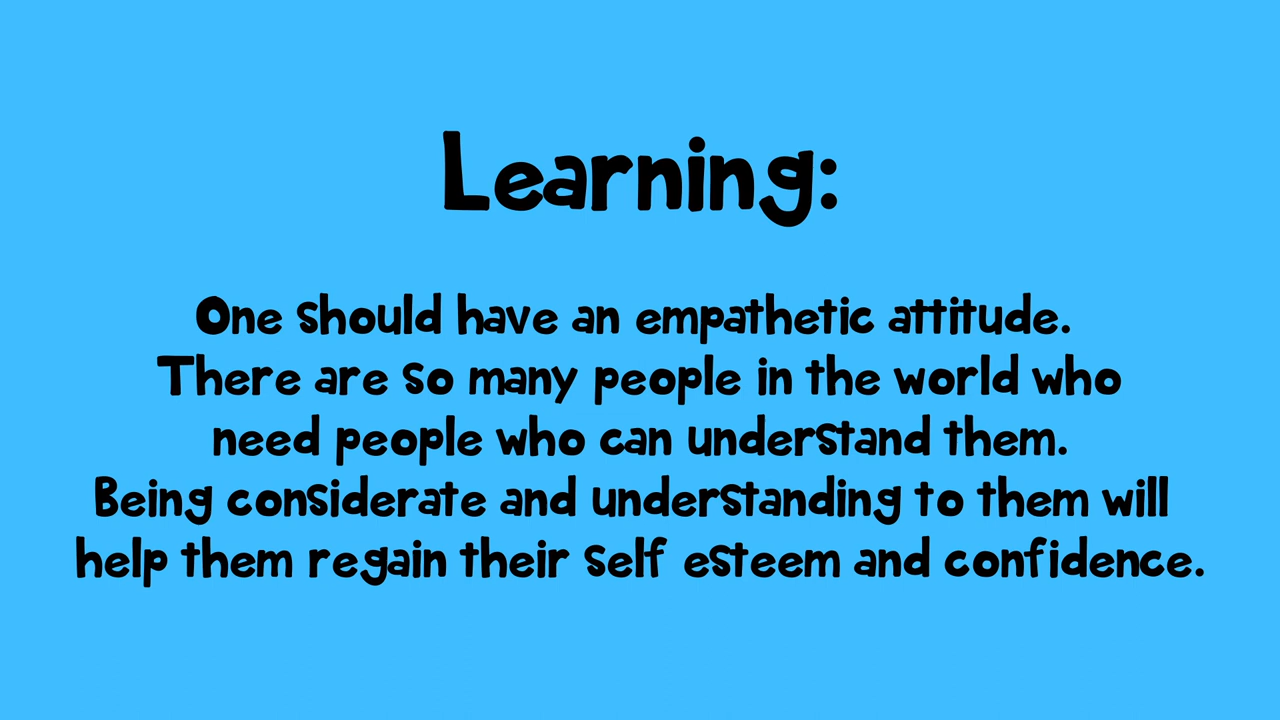 Learning:
One should have an empathetic attitude.
There are so many people in the world who
need people who can understand them.
Being considerate and understanding to them will
help them regain their self esteem and confidence.